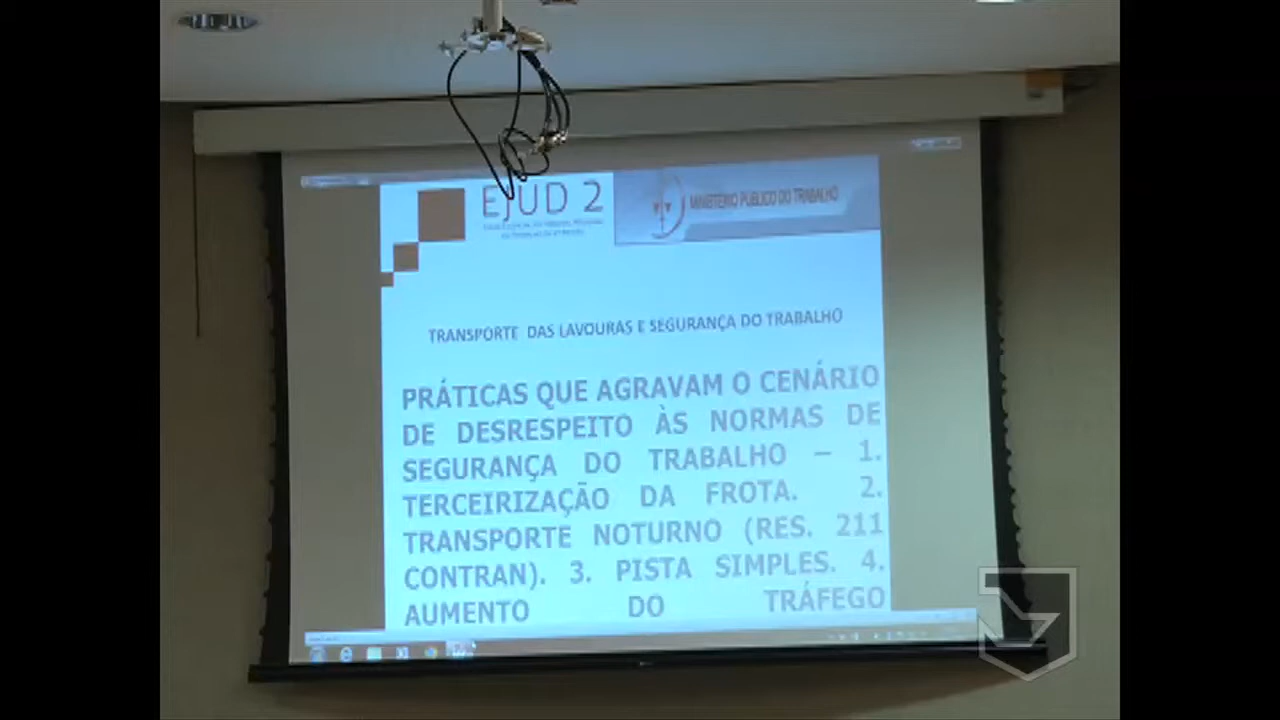 EJUD 2
MINISTÉRIO PÚBLICO DO TRABALHO
TRANSPORTE DAS LAVOURAS E SEGURANÇA DO TRABALHO
PRÁTICAS QUE AGRAVAM O CENÁRIO
DE DESRESPEITO ÀS NORMAS DE
SEGURANÇA DO TRABALHO – 1.
TERCEIRIZAÇÃO DA FROTA. 2.
TRANSPORTE NOTURNO (RES. 211
CONTRAN). 3. PISTA SIMPLES. 4.
AUMENTO DO TRÁFEGO